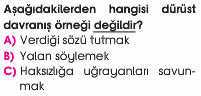 Aşağıdakilerden hangisi dürüst
davranış örneği değildir?
A) Verdiği sözü tutmak
B) Yalan söylemek
C) Haksızlığa uğrayanları savun-
mak